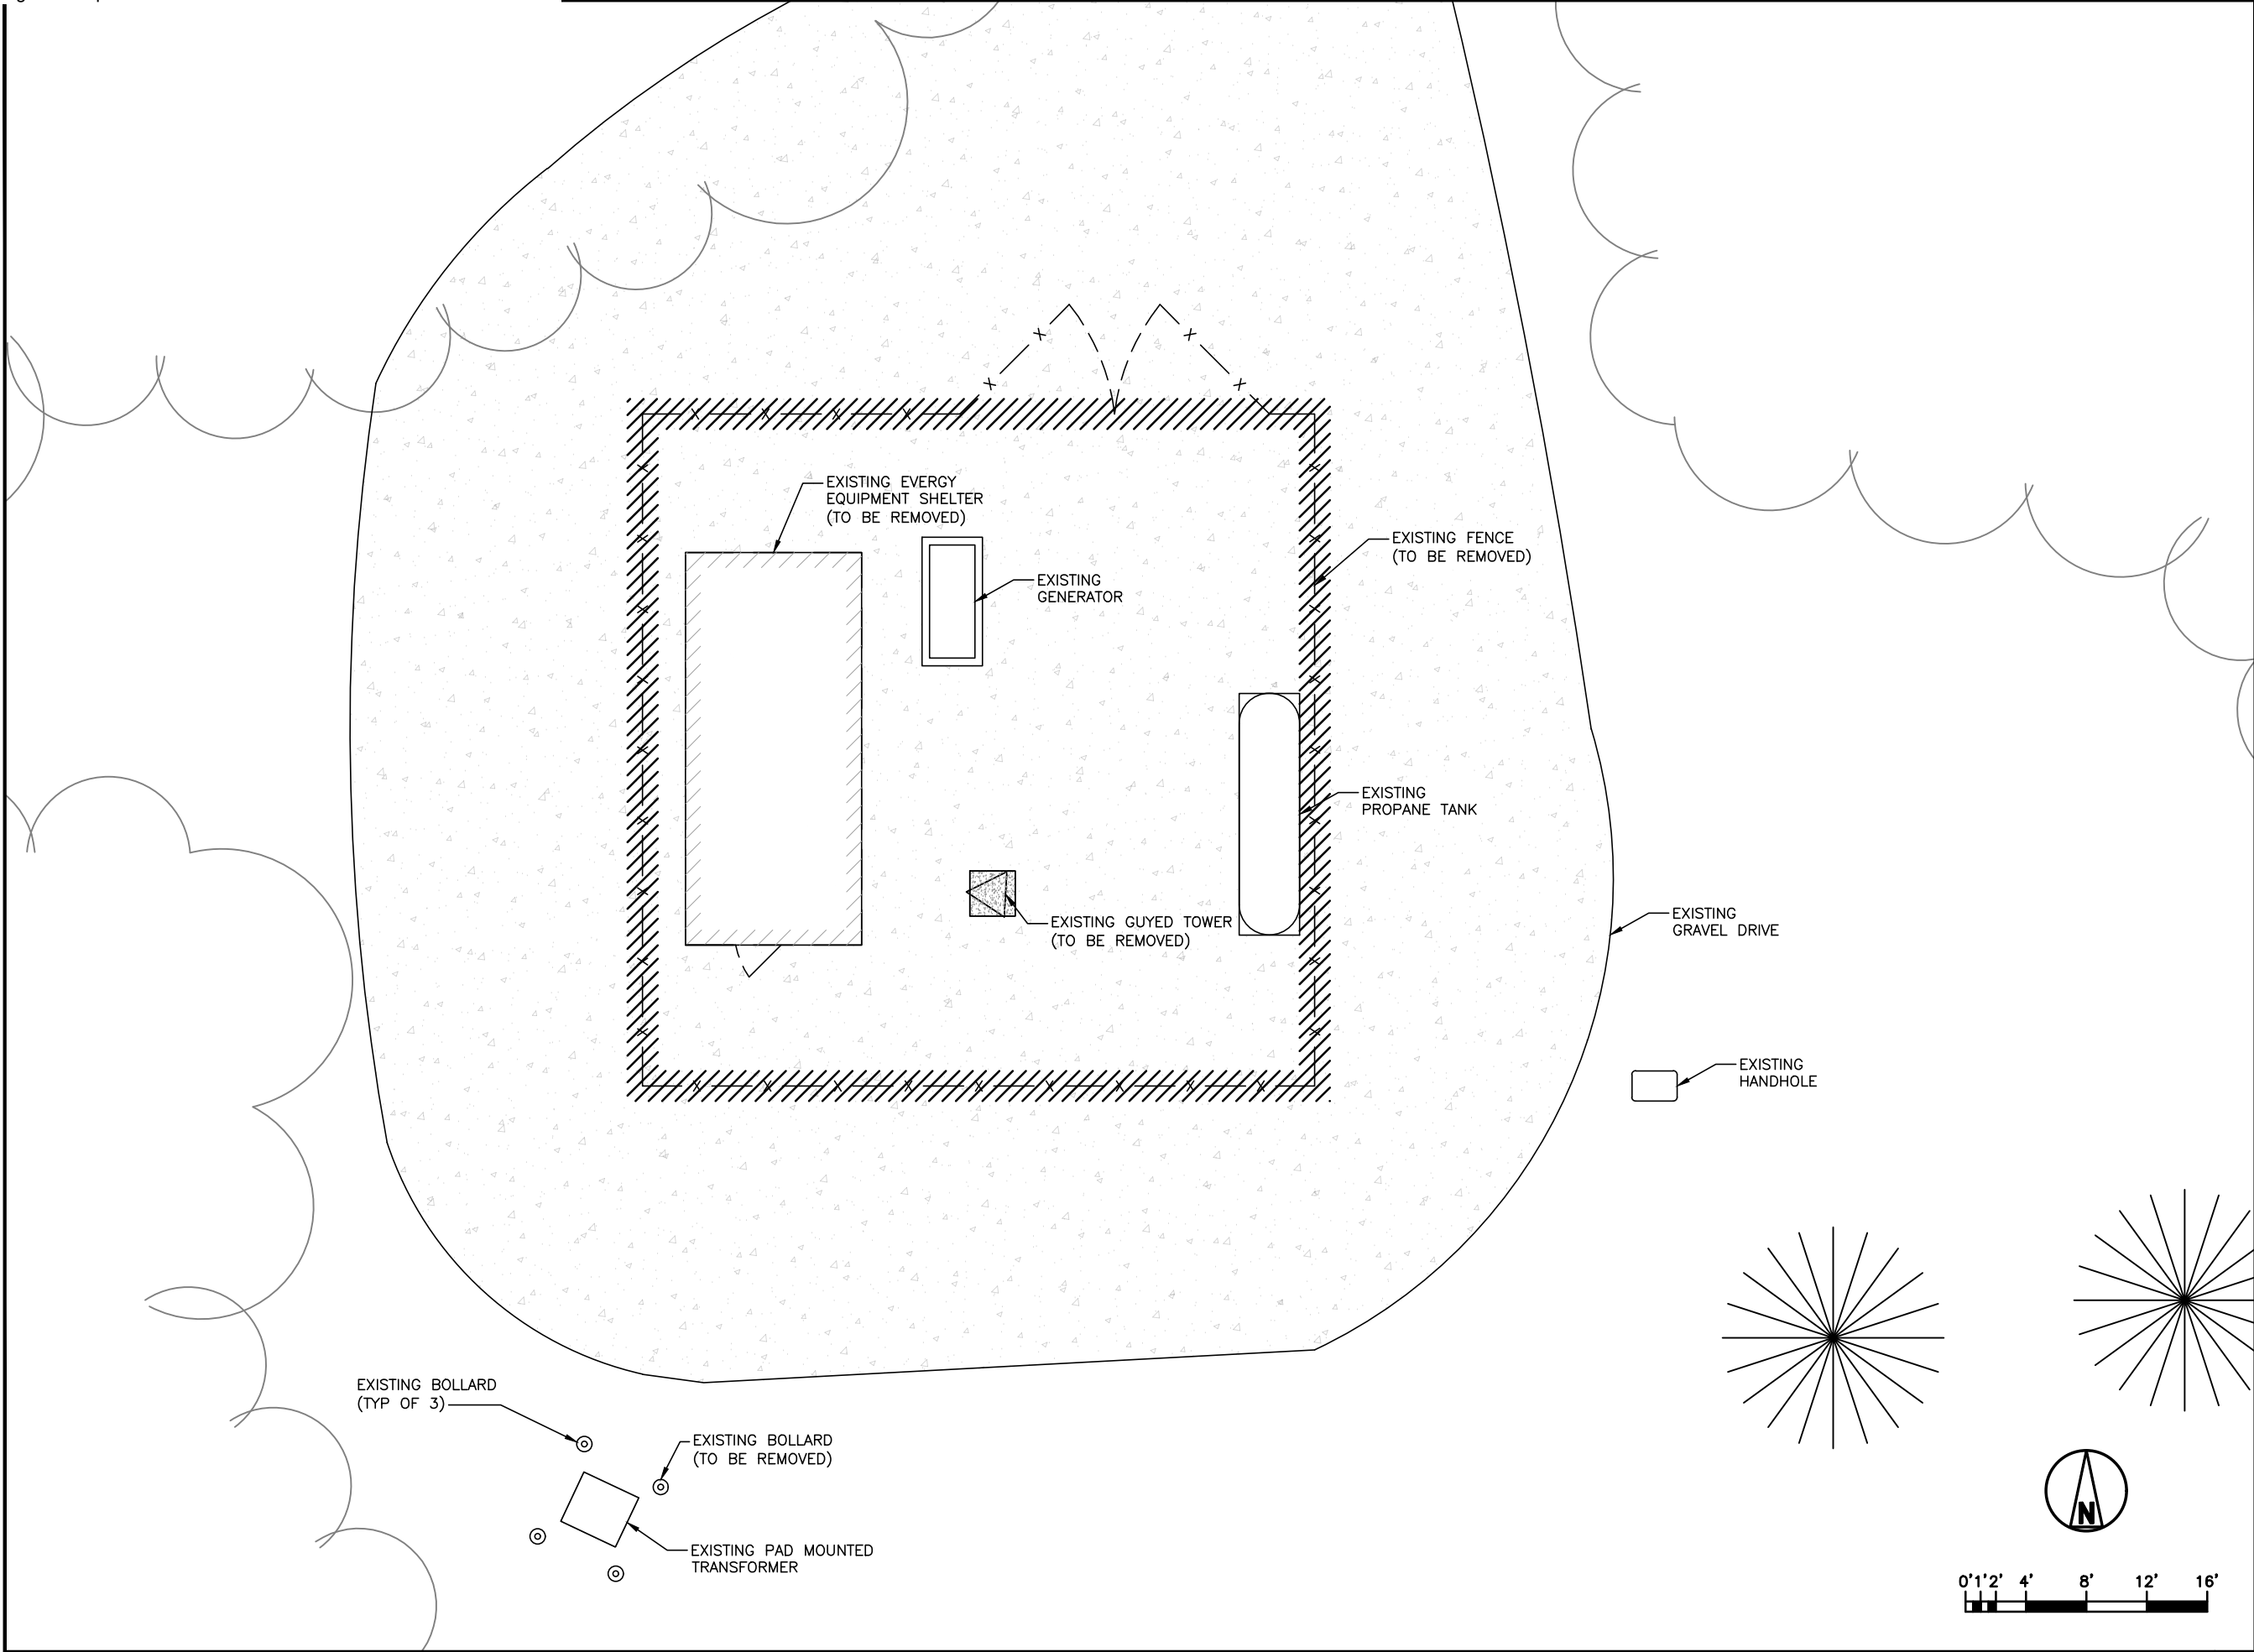 EXISTING EVERGY
EQUIPMENT SHELTER
(TO BE REMOVED)
EXISTING FENCE
(TO BE REMOVED)
EXISTING
GENERATOR
EXISTING
PROPANE TANK
EXISTING GUYED TOWER
(TO BE REMOVED)
EXISTING
GRAVEL DRIVE
EXISTING
HANDHOLE
EXISTING BOLLARD
(TYP OF 3)
EXISTING BOLLARD
(TO BE REMOVED)
EXISTING PAD MOUNTED
TRANSFORMER
N
0' 1' 2' 4' 8' 12' 16'